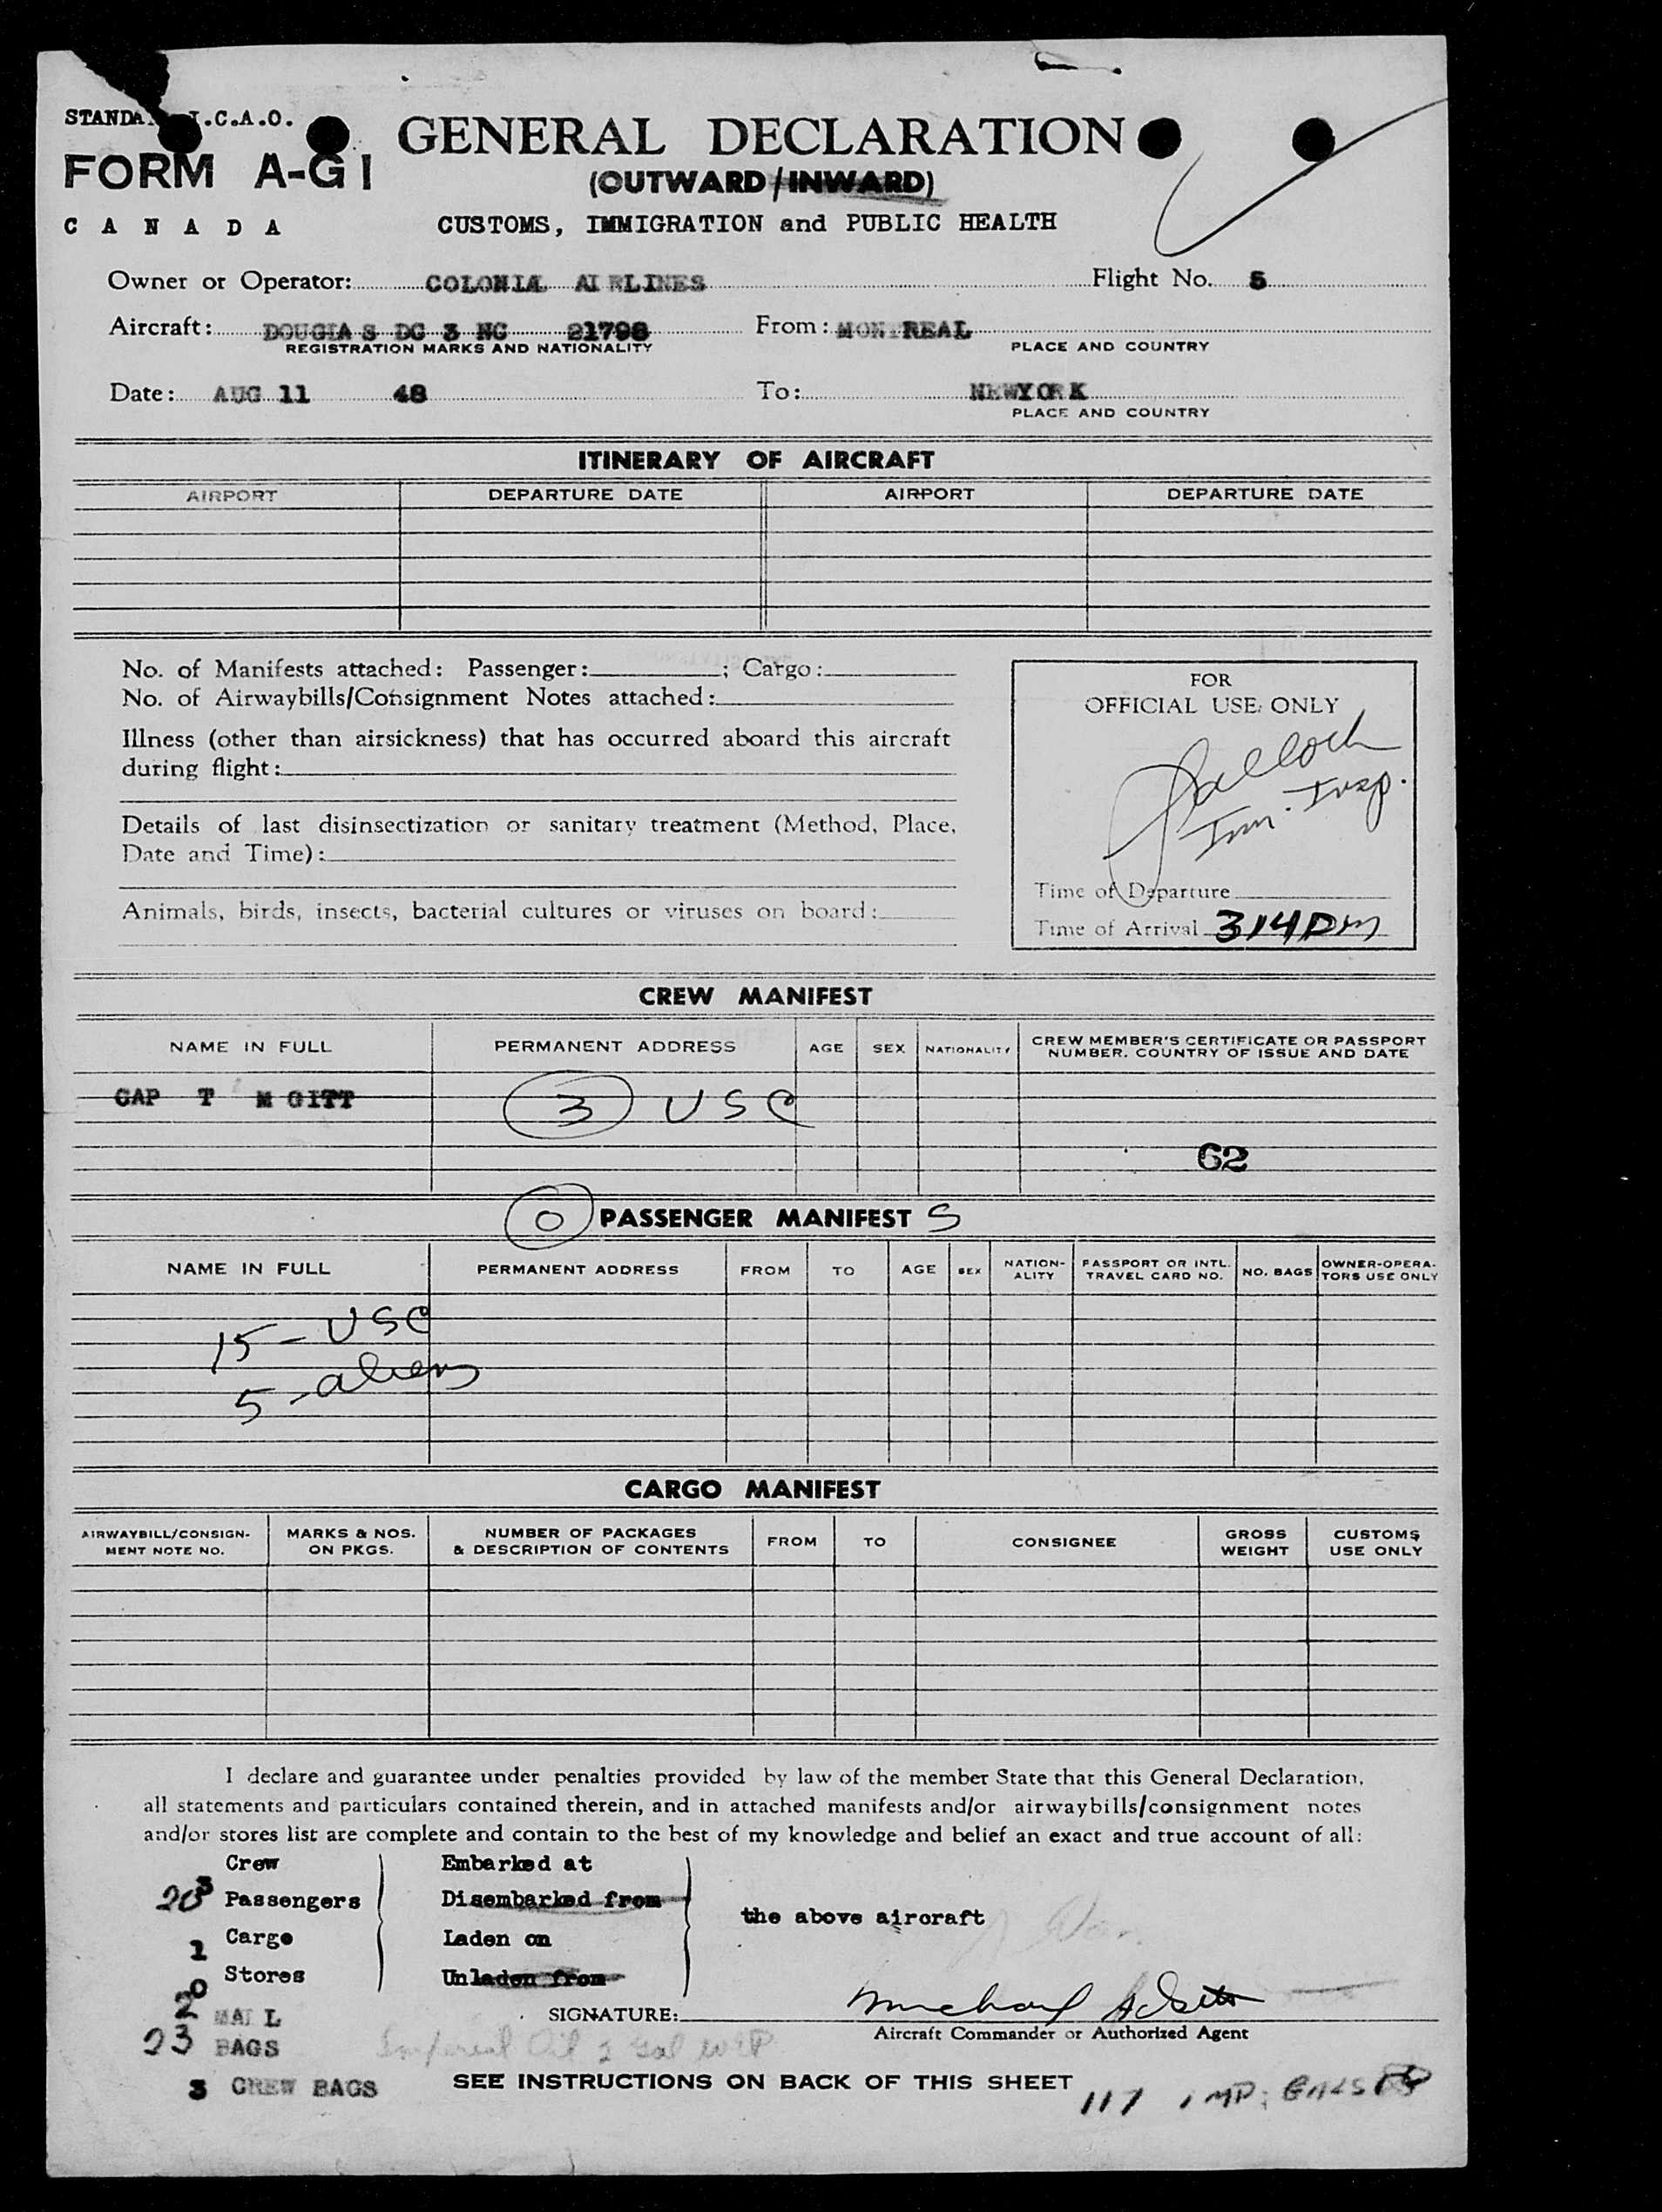 I.C.A.O.
FORM A-G1
CANADA
GENERAL DECLARATION
(OUTWARD/INWARD)
CUSTOMS, IMMIGRATION and PUBLIC HEALTH
Owner or Operator: COLONIAL AIRLINES Flight No. 5
Aircraft: DOUGLAS DC 3 NC 21798 From: MONTREAL
REGISTRATION MARKS AND NATIONALITY PLACE AND COUNTRY
Date: AUG 11 48 To: NEWYORK
PLACE AND COUNTRY
ITINERARY OF AIRCRAFT
AIRPORT DEPARTURE DATE AIRPORT DEPARTURE DATE
No. of Manifests attached: Passenger: ; Cargo:
No. of Airwaybills/Consignment Notes attached:
Illness (other than airsickness) that has occurred aboard this aircraft
during flight:
Details of last disinsectization or sanitary treatment (Method, Place,
Date and Time):
Animals, birds, insects, bacterial cultures or viruses on board:
FOR
OFFICIAL USE ONLY
Imm. Insp.
Time of Departure
Time of Arrival 314PM
CREW MANIFEST
NAME IN FULL PERMANENT ADDRESS AGE SEX NATIONALITY CREW MEMBER'S CERTIFICATE OR PASSPORT
NUMBER. COUNTRY OF ISSUE AND DATE
CAP T M GITT 3 USC
62
0 PASSENGER MANIFEST S
NAME IN FULL PERMANENT ADDRESS FROM TO AGE SEX NATION-
ALITY PASSPORT OR INTL.
TRAVEL CARD NO. NO. BAGS OWNER-OPERA-
TORS USE ONLY
15 - USC
5 - aliens
CARGO MANIFEST
AIRWAYBILL/CONSIGN-
MENT NOTE NO. MARKS & NOS.
ON PKGS. NUMBER OF PACKAGES
& DESCRIPTION OF CONTENTS FROM TO CONSIGNEE GROSS
WEIGHT CUSTOMS
USE ONLY
I declare and guarantee under penalties provided by law of the member State that this General Declaration,
all statements and particulars contained therein, and in attached manifests and/or airwaybills/consignment notes
and/or stores list are complete and contain to the best of my knowledge and belief an exact and true account of all:
Crew Embarked at
3
20 Passengers Disembarked from
the above aircraft
1 Cargo Laden on
0 Stores Unladen from
2 MAIL SIGNATURE:
Aircraft Commander or Authorized Agent
23 BAGS Imperial Oil 2 Gal
3 CREW BAGS SEE INSTRUCTIONS ON BACK OF THIS SHEET
117 IMP. GALS